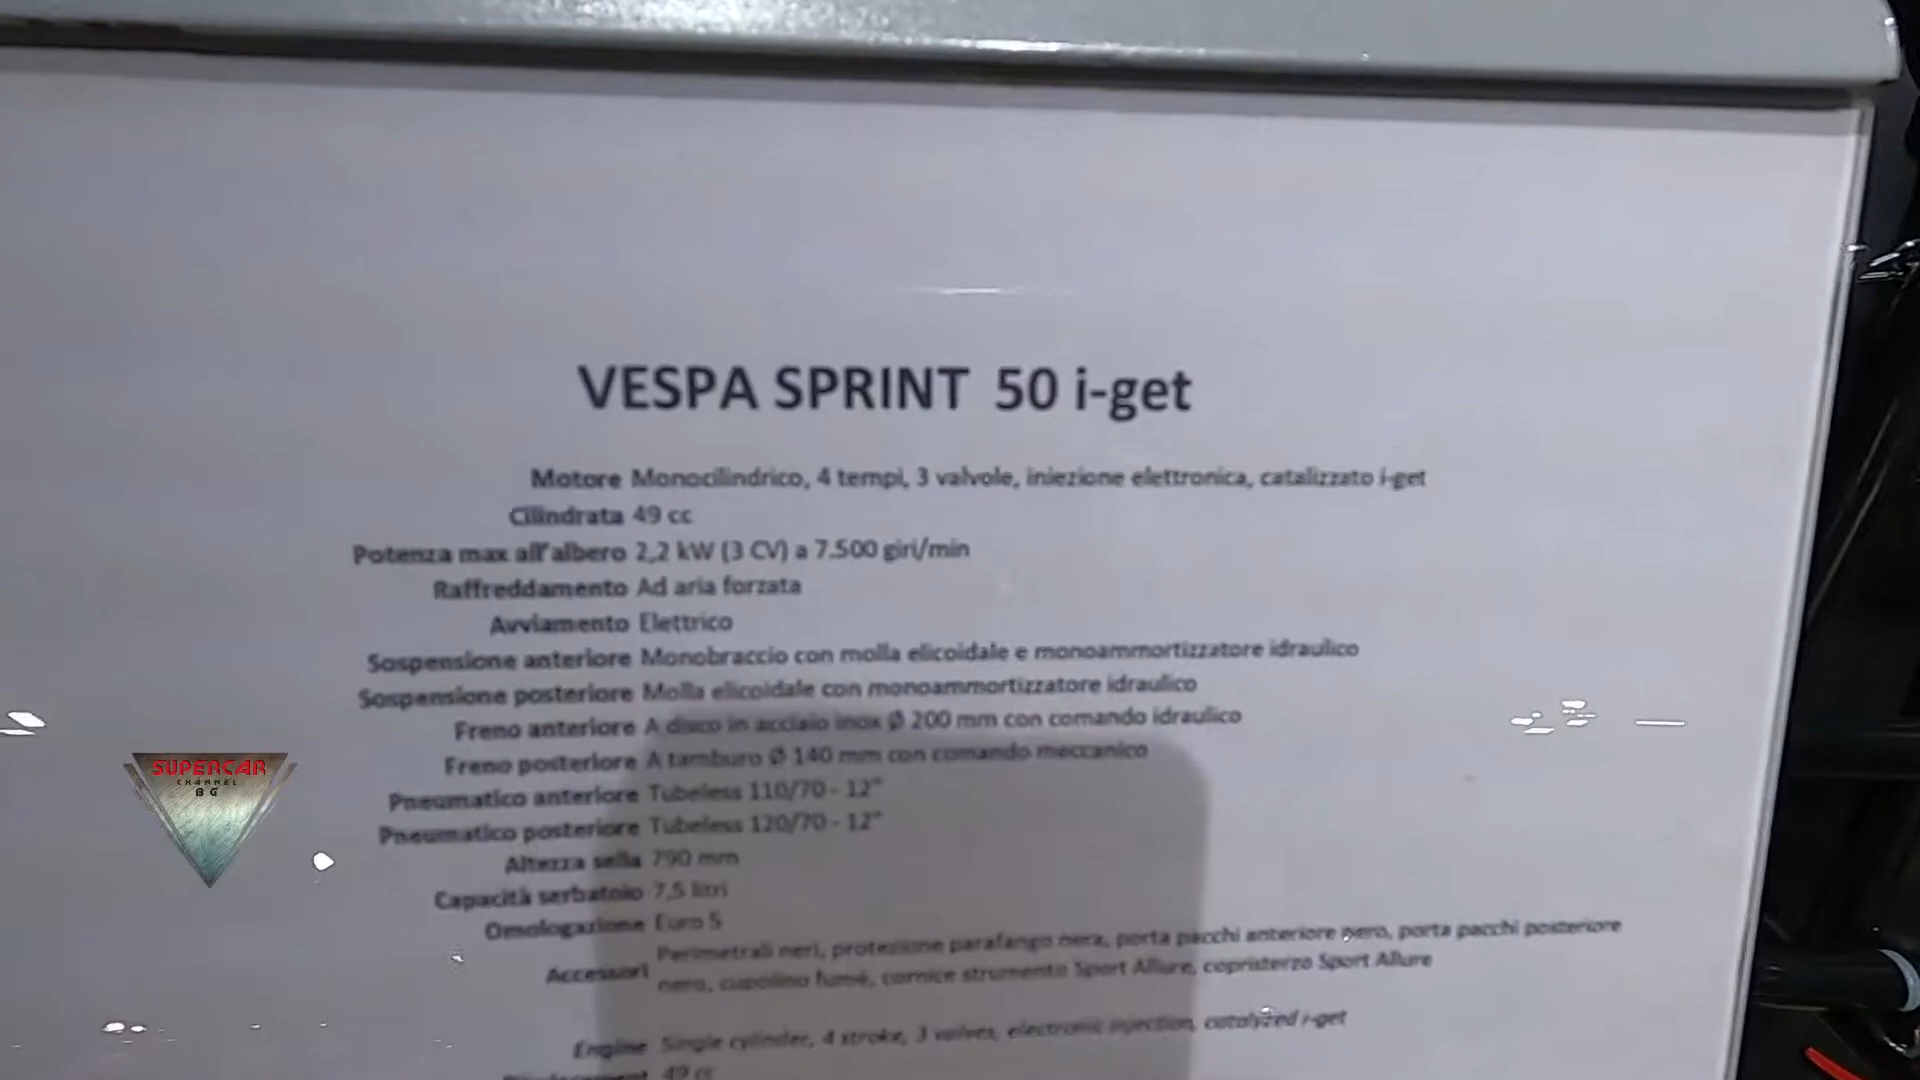 VESPA SPRINT 50 i-get
Motore Monocilindrico, 4 tempi, 3 valvole, iniezione elettronica, catalizzato i-get
Cilindrata 49 cc
Potenza max all'albero 2,2 kW (3 CV) a 7.500 giri/min
Raffreddamento Ad aria forzata
Avviamento Elettrico
Sospensione anteriore Monobraccio con molla elicoidale e monoammortizzatore idraulico
Sospensione posteriore Molla elicoidale con monoammortizzatore idraulico
Freno anteriore A disco in acciaio inox Ø 200 mm con comando idraulico
Freno posteriore A tamburo Ø 140 mm con comando meccanico
Pneumatico anteriore Tubeless 110/70 - 12"
Pneumatico posteriore Tubeless 120/70 - 12"
Altezza sella 790 mm
Capacità serbatoio 7,5 litri
Omologazione Euro 5
Accessori Perimetrali neri, protezione parafango nera, porta pacchi anteriore nero, porta pacchi posteriore
nero, cupolino fumé, cornice strumento Sport Allure, copristerzo Sport Allure
Engine Single cylinder, 4 stroke, 3 valves, electronic injection, catalyzed i-get
Displacement 49 cc
SUPERCAR
CHANNEL
BG